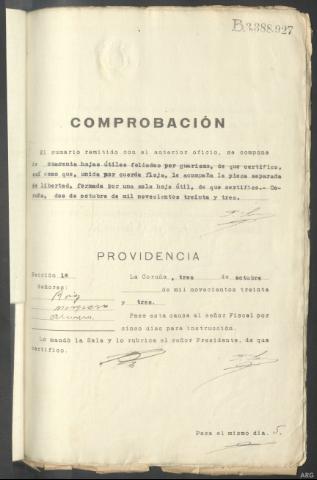 B.2.388.927
COMPROBACIÓN
El sumario remitido con el anterior oficio, se compone
de cuarenta hojas útiles foliadas por guarismo, de que certifico,
así como que, unida por cuerda floja, le acompaña la pieza separada
de libertad, formada por una sola hoja útil, de que certifico.- Co-
ruña, dos de octubre de mil novecientos treinta y tres.
PROVIDENCIA
Sección 1ª
La Coruña, tres de octubre
Señores:
de mil novecientos treinta
y tres.
Pase esta causa al señor Fiscal por
cinco días para instrucción.
Lo mandó la Sala y lo rubrica el señor Presidente, de que
certifico.
Pasa el mismo día.
ARG